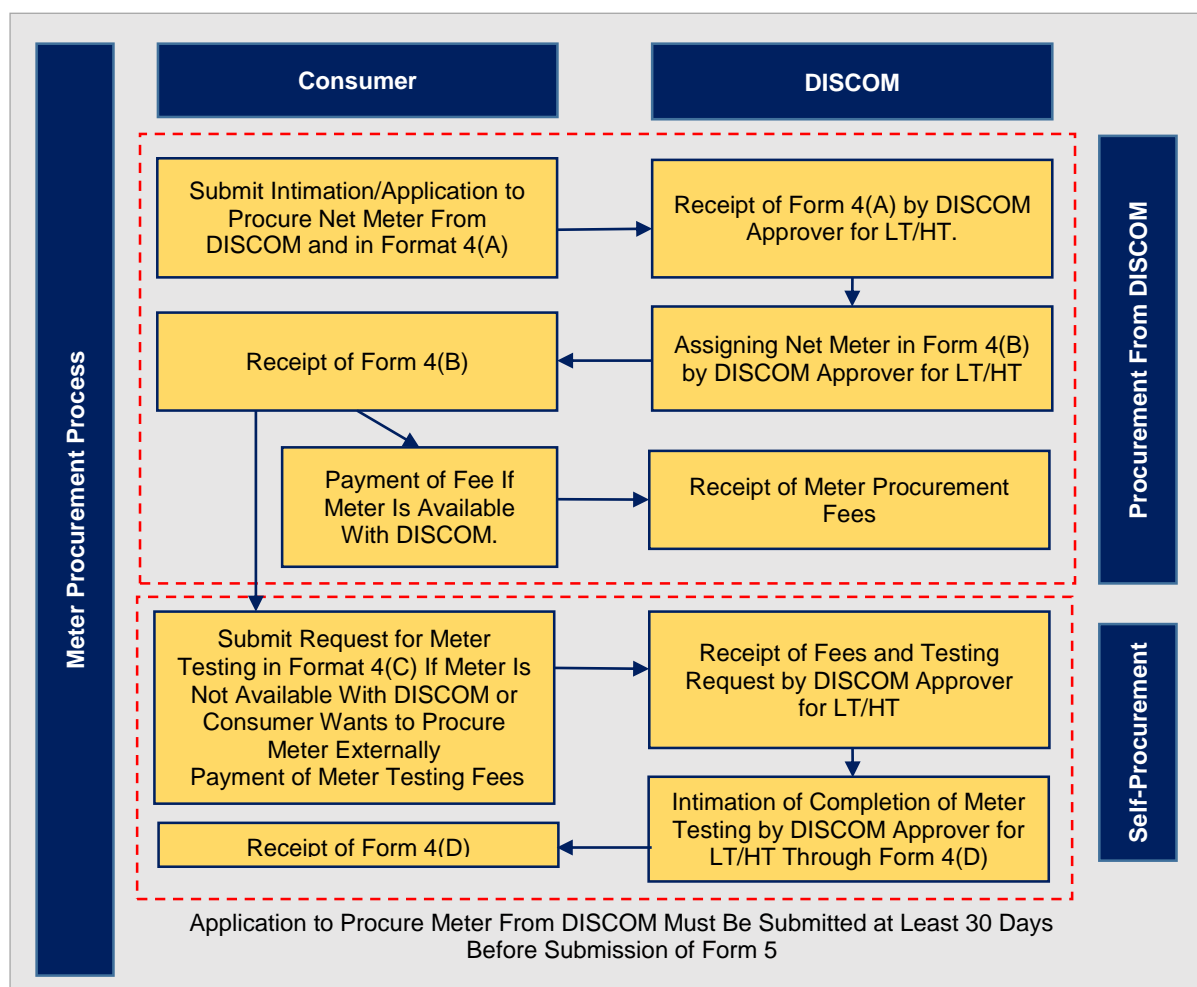 Consumer
DISCOM
Meter Procurement Process
Procurement From DISCOM
Submit Intimation/Application to
Procure Net Meter From
DISCOM and in Format 4(A)
Receipt of Form 4(A) by DISCOM
Approver for LT/HT.
Receipt of Form 4(B)
Assigning Net Meter in Form 4(B)
by DISCOM Approver for LT/HT
Payment of Fee If
Meter Is Available
With DISCOM.
Receipt of Meter Procurement
Fees
Self-Procurement
Submit Request for Meter
Testing in Format 4(C) If Meter Is
Not Available With DISCOM or
Consumer Wants to Procure
Meter Externally
Payment of Meter Testing Fees
Receipt of Fees and Testing
Request by DISCOM Approver
for LT/HT
Intimation of Completion of Meter
Testing by DISCOM Approver for
LT/HT Through Form 4(D)
Receipt of Form 4(D)
Application to Procure Meter From DISCOM Must Be Submitted at Least 30 Days
Before Submission of Form 5